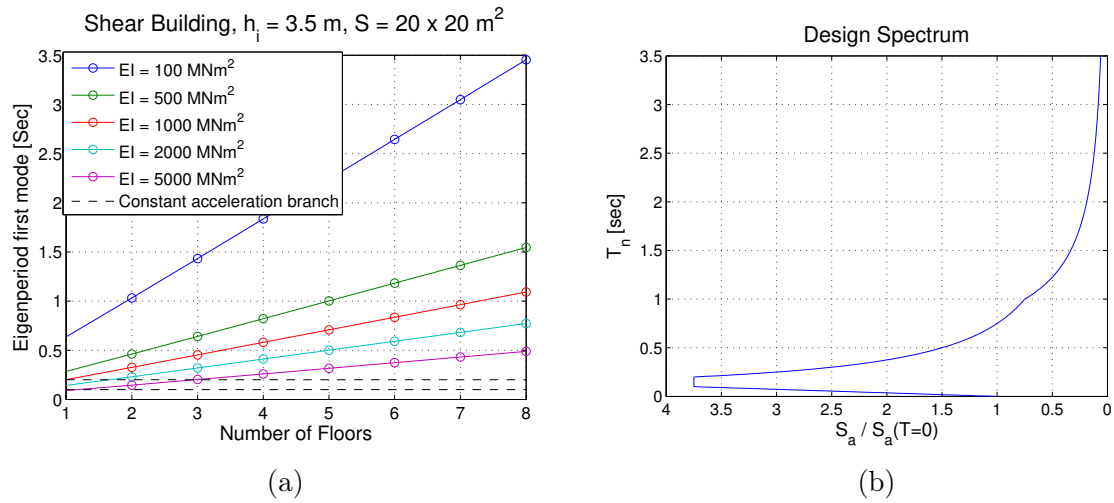 Shear Building, h_i = 3.5 m, S = 20 x 20 m^2
EI = 100 MNm^2
EI = 500 MNm^2
EI = 1000 MNm^2
EI = 2000 MNm^2
EI = 5000 MNm^2
Constant acceleration branch
Eigenperiod first mode [Sec]
3.5
3
2.5
2
1.5
1
0.5
0
1 2 3 4 5 6 7 8
Number of Floors
(a)
Design Spectrum
T_n [sec]
3.5
3
2.5
2
1.5
1
0.5
0
4 3.5 3 2.5 2 1.5 1 0.5 0
S_a / S_a(T=0)
(b)